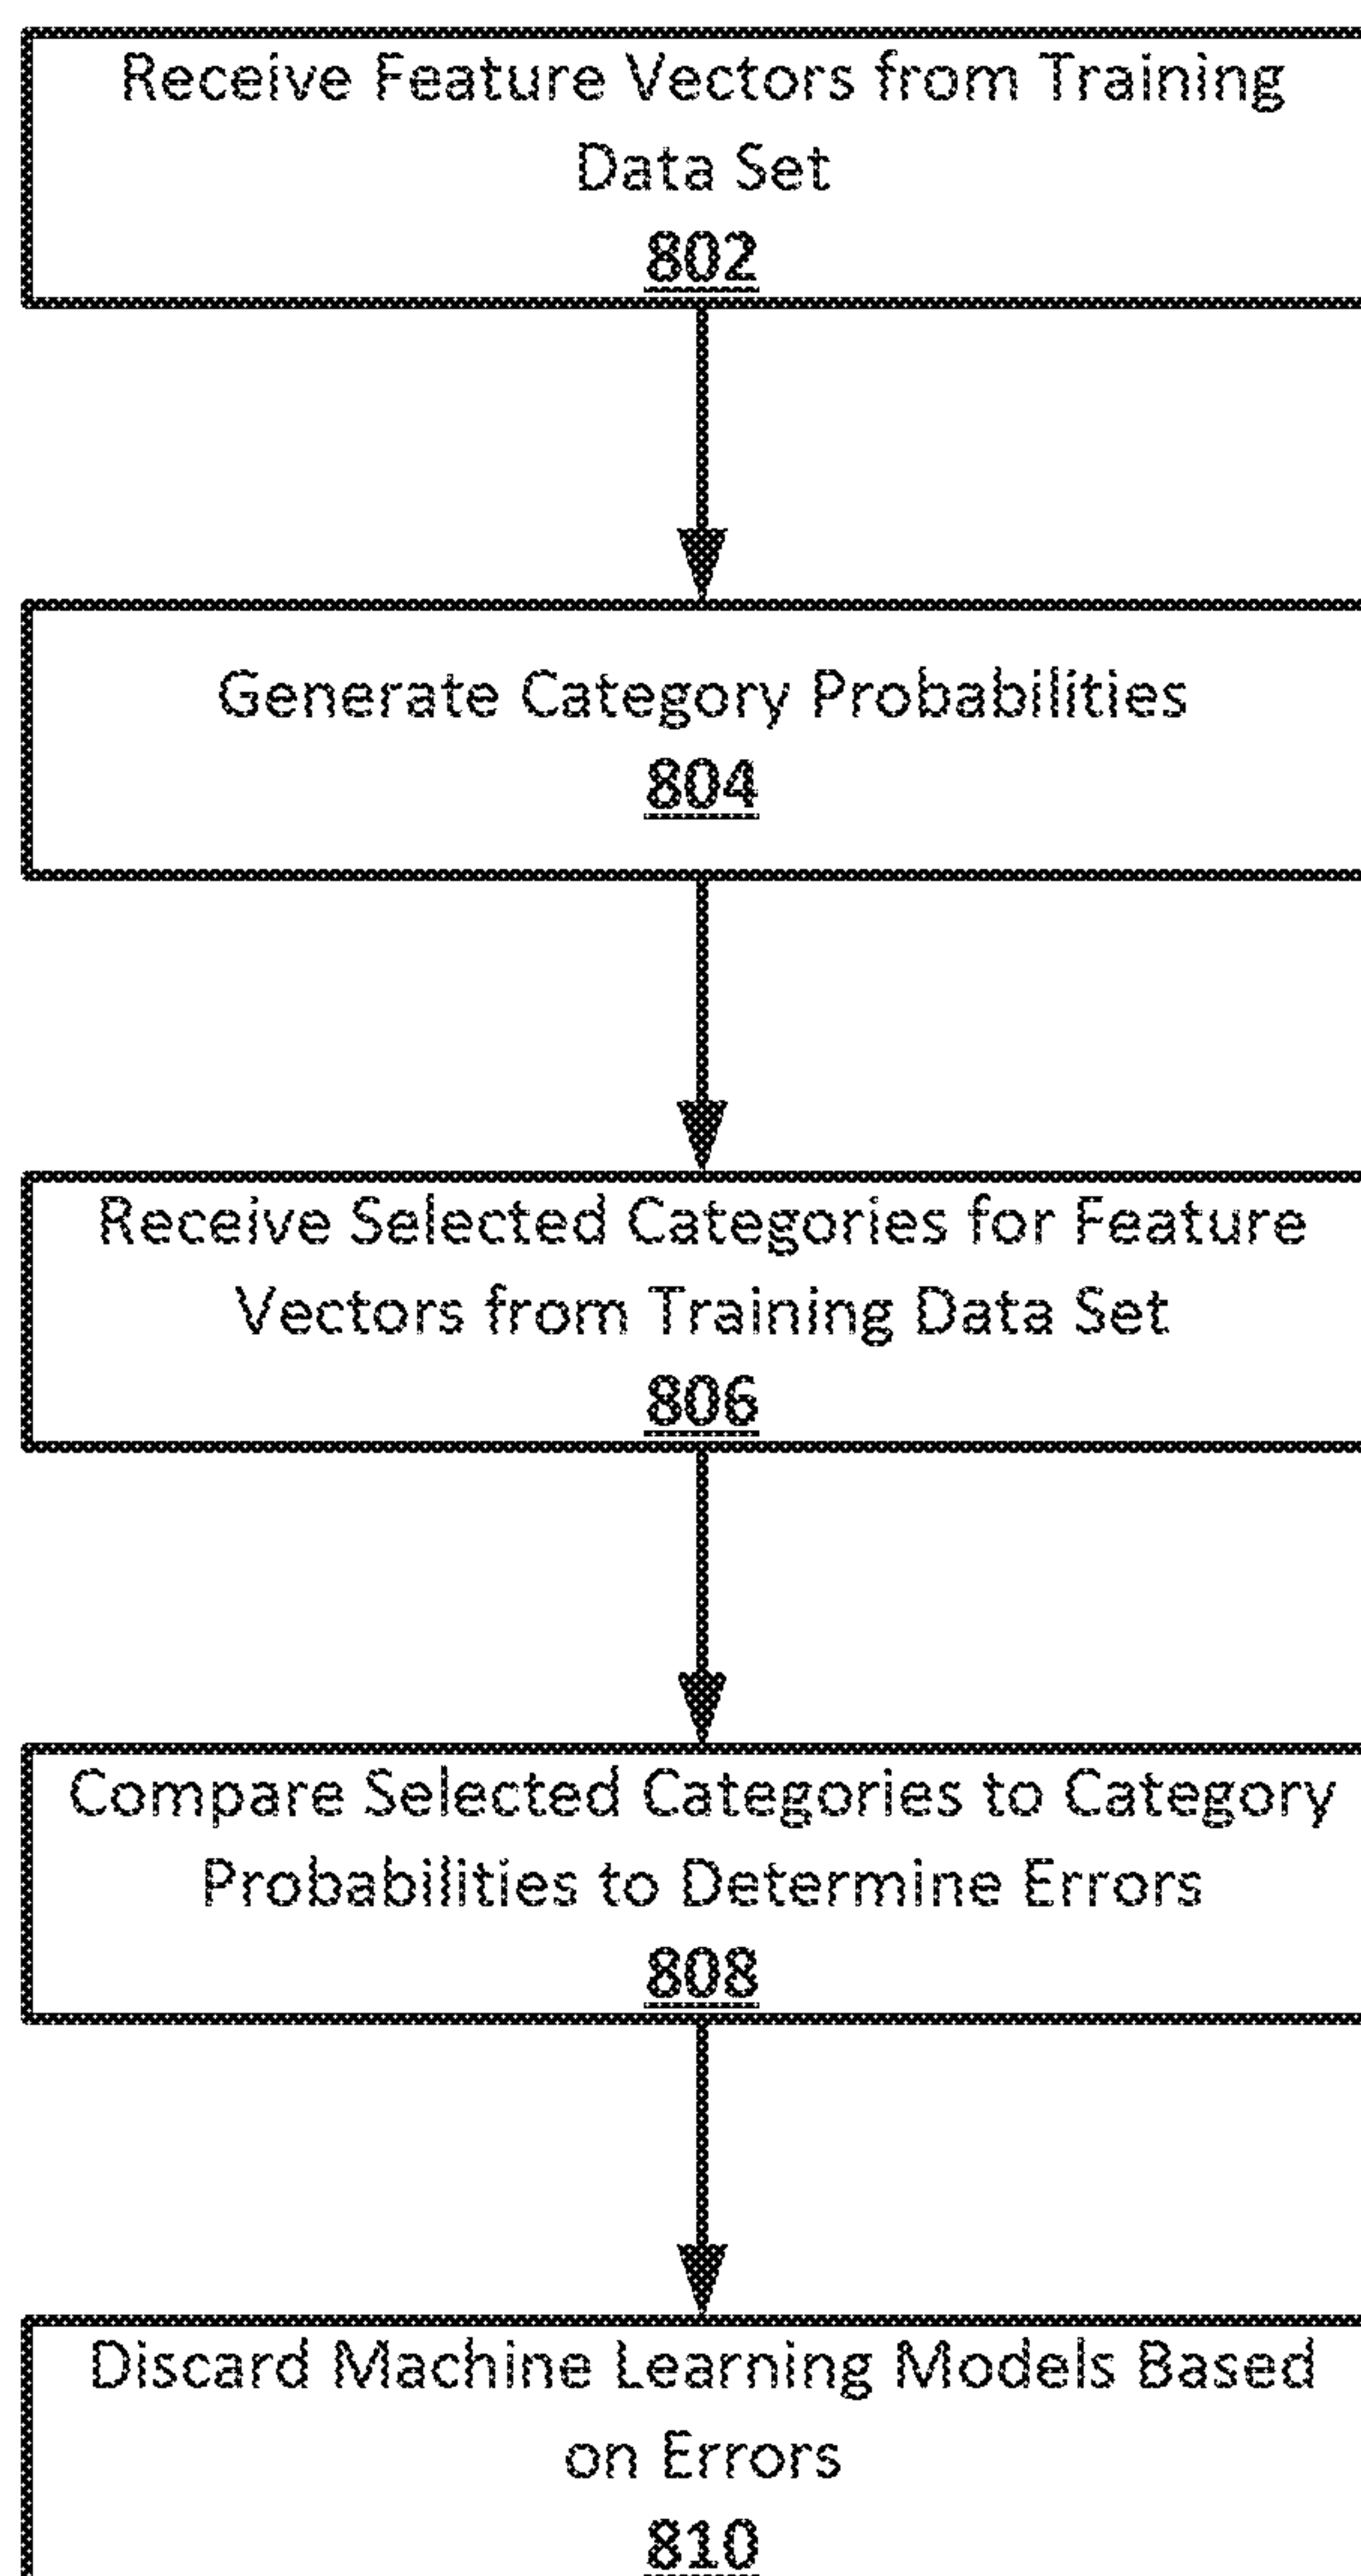 Receive Feature Vectors from Training
Data Set
802
Generate Category Probabilities
804
Receive Selected Categories for Feature
Vectors from Training Data Set
806
Compare Selected Categories to Category
Probabilities to Determine Errors
808
Discard Machine Learning Models Based
on Errors
810